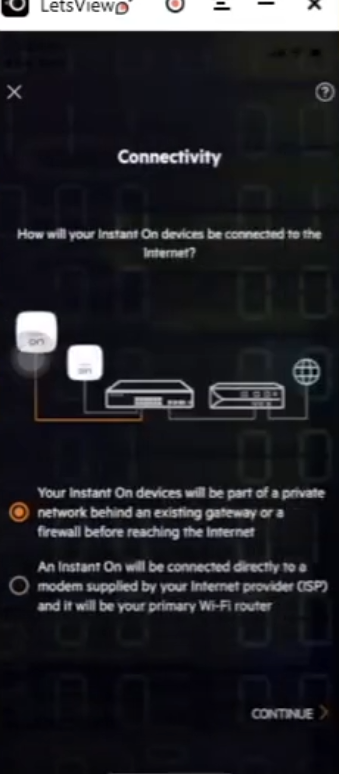 LetsView
Connectivity
How will your Instant On devices be connected to the
Internet?
on
on
Your Instant On devices will be part of a private
network behind an existing gateway or a
firewall before reaching the Internet
An Instant On will be connected directly to a
modem supplied by your Internet provider (ISP)
and it will be your primary Wi-Fi router
CONTINUE